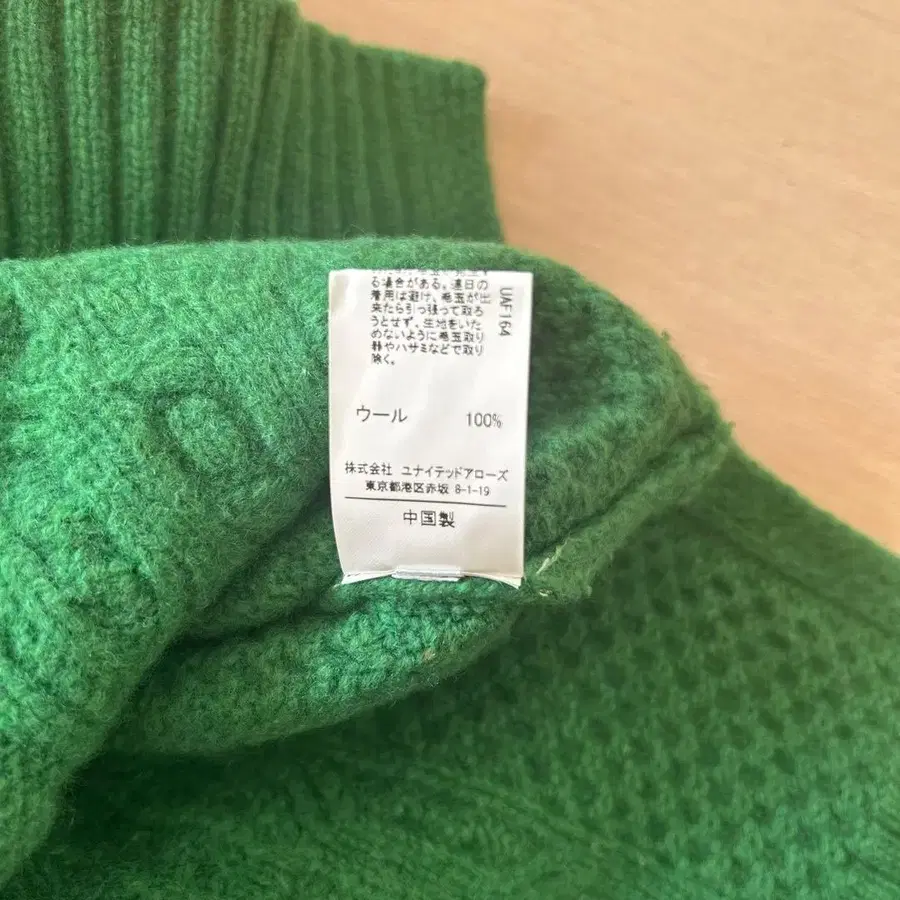 る場合がある。連日の
着用は避け、毛玉が出
来たら引っ張って取ろ
うとせず、生地をいた
めないように毛玉取り
器やハサミなどで取り
除く。
UAF164
ウール 100%
株式会社 ユナイテッドアローズ
東京都港区赤坂 8-1-19
中国製